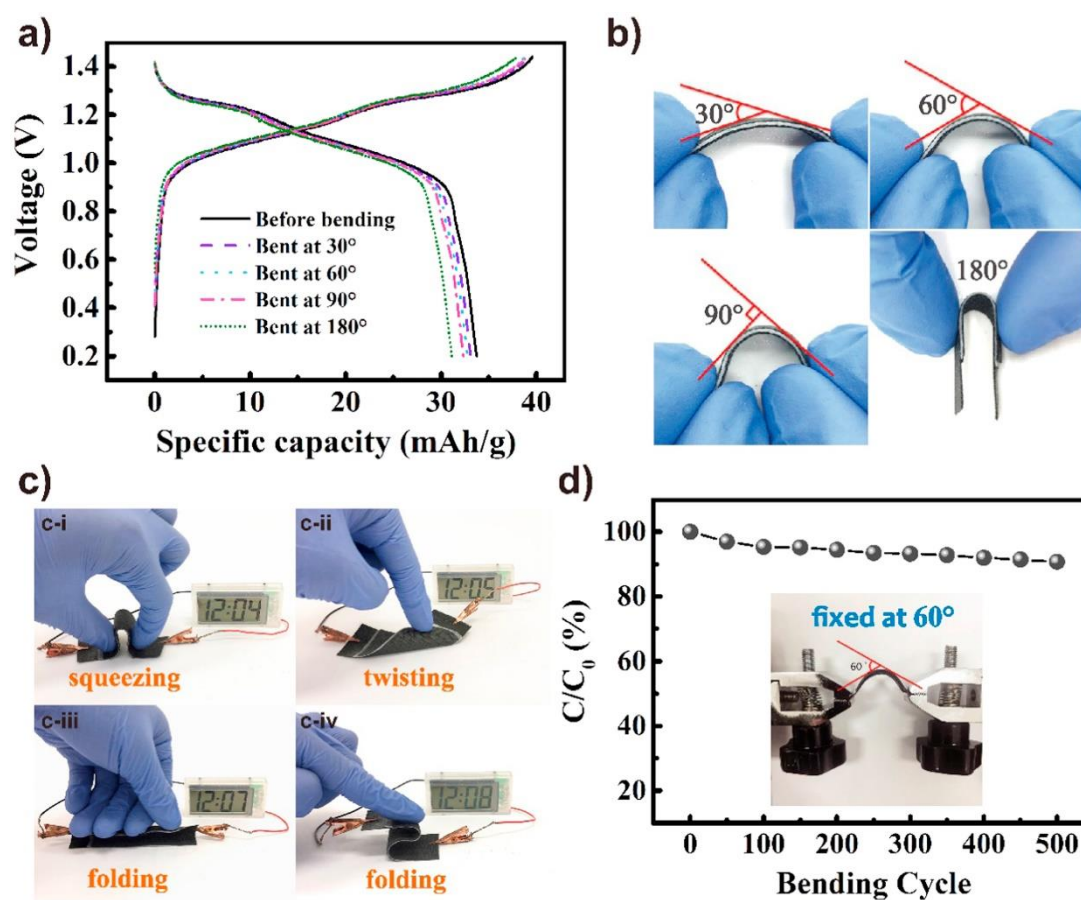 a)
Voltage (V)
1.4
1.2
1.0
0.8
0.6
0.4
0.2
Before bending
Bent at 30°
Bent at 60°
Bent at 90°
Bent at 180°
0 10 20 30 40
Specific capacity (mAh/g)
b)
30°
60°
90°
180°
c)
c-i
12:04
squeezing
c-ii
12:05
twisting
c-iii
12:07
folding
c-iv
12:08
folding
d)
C/C₀ (%)
100
80
60
40
20
fixed at 60°
60°
0 100 200 300 400 500
Bending Cycle